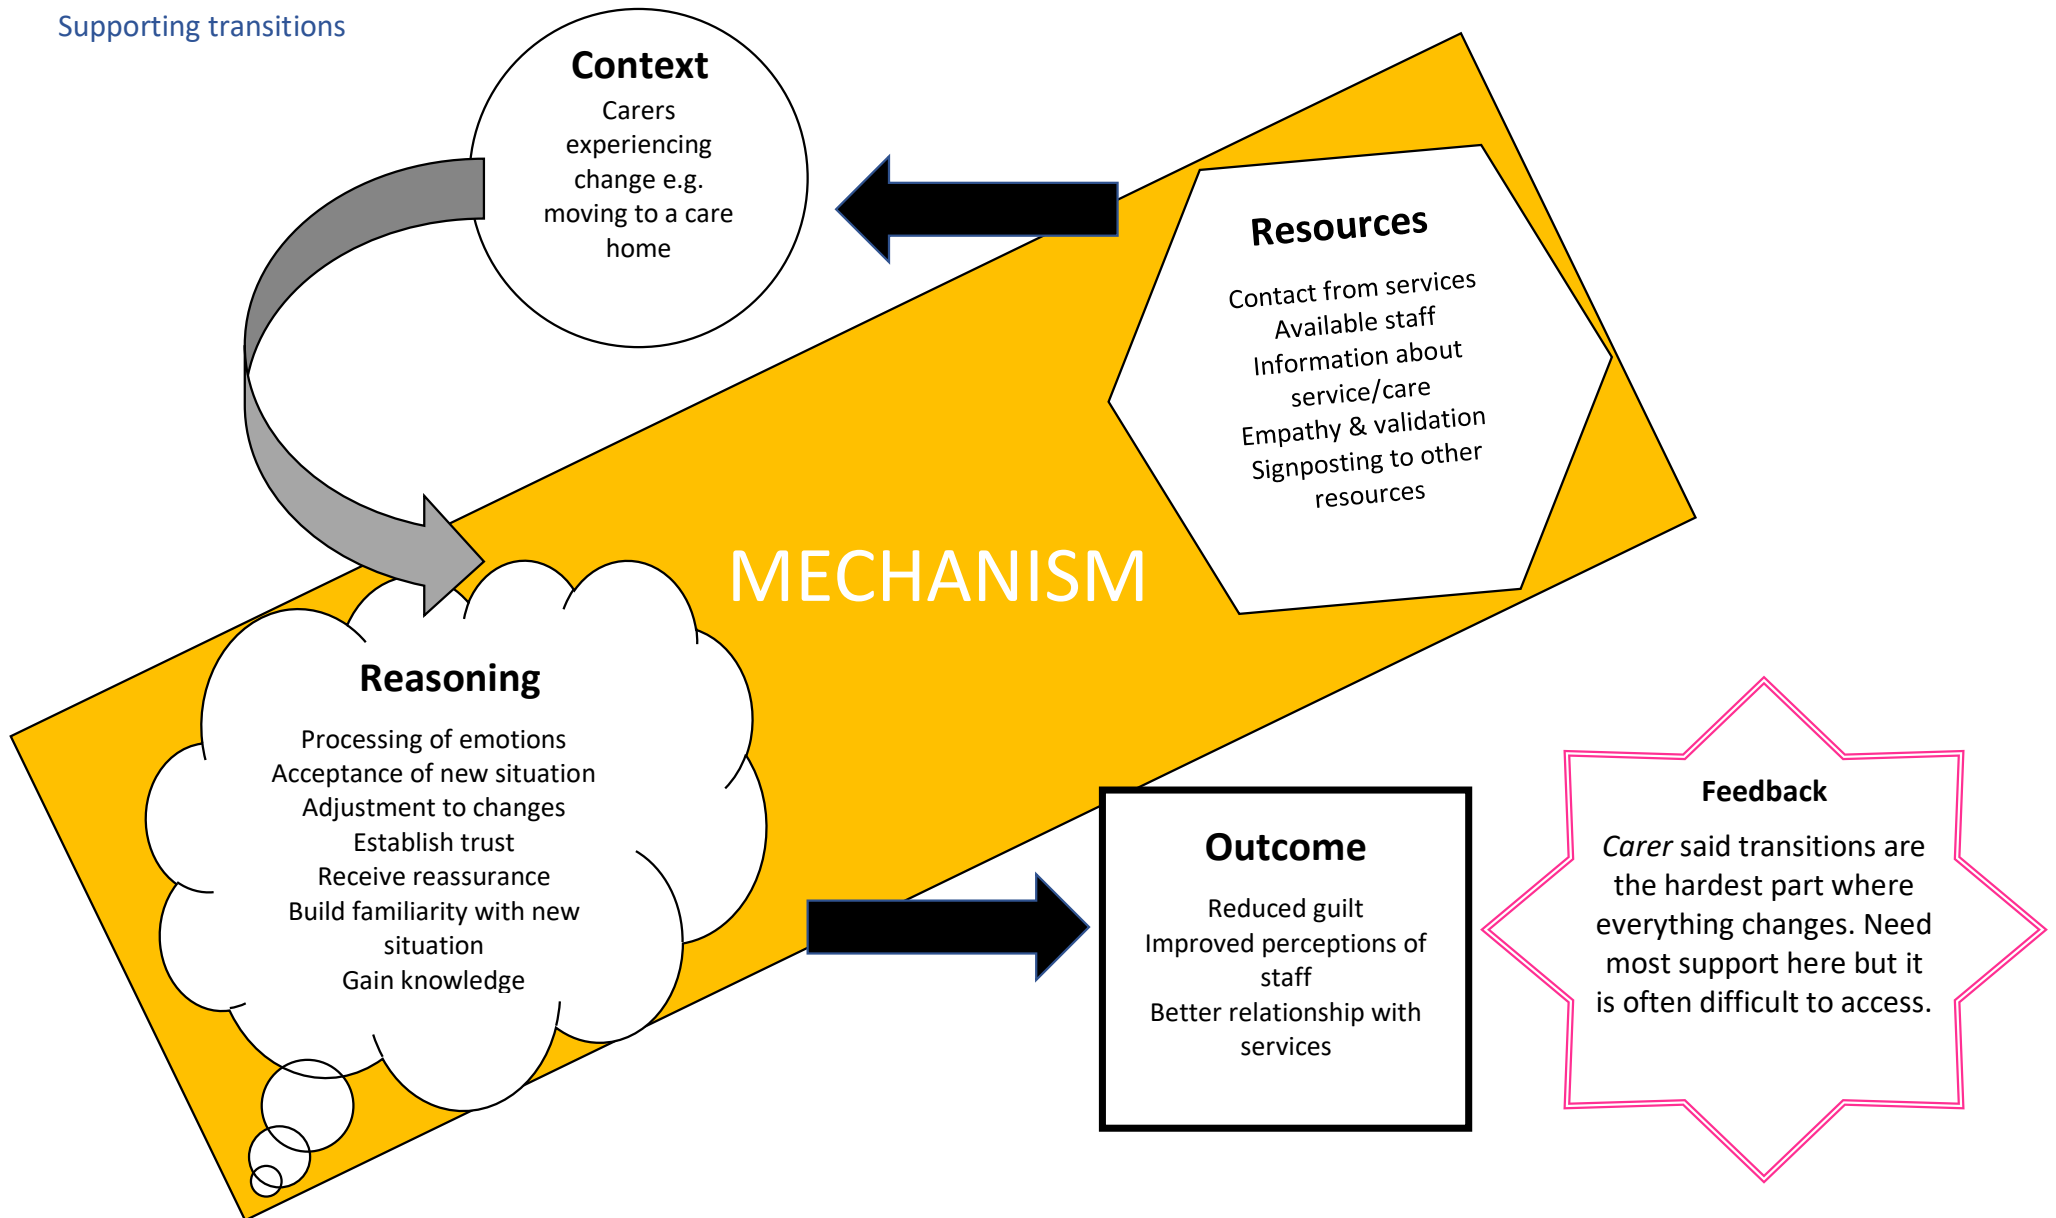 Supporting transitions
Context
Carers
experiencing
change e.g.
moving to a care
home
Resources
Contact from services
Available staff
Information about
service/care
Empathy & validation
Signposting to other
resources
MECHANISM
Reasoning
Processing of emotions
Acceptance of new situation
Adjustment to changes
Establish trust
Receive reassurance
Build familiarity with new
situation
Gain knowledge
Outcome
Reduced guilt
Improved perceptions of
staff
Better relationship with
services
Feedback
Carer said transitions are
the hardest part where
everything changes. Need
most support here but it
is often difficult to access.